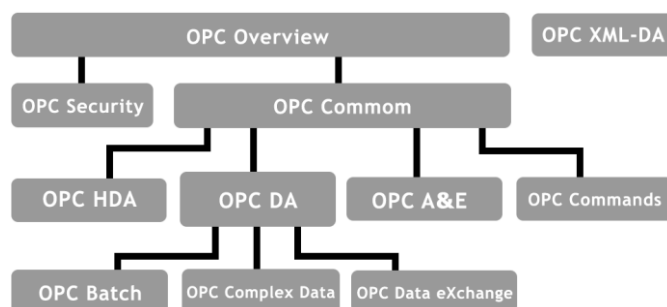 OPC Overview
OPC XML-DA
OPC Security
OPC Commom
OPC HDA
OPC DA
OPC A&E
OPC Commands
OPC Batch
OPC Complex Data
OPC Data eXchange